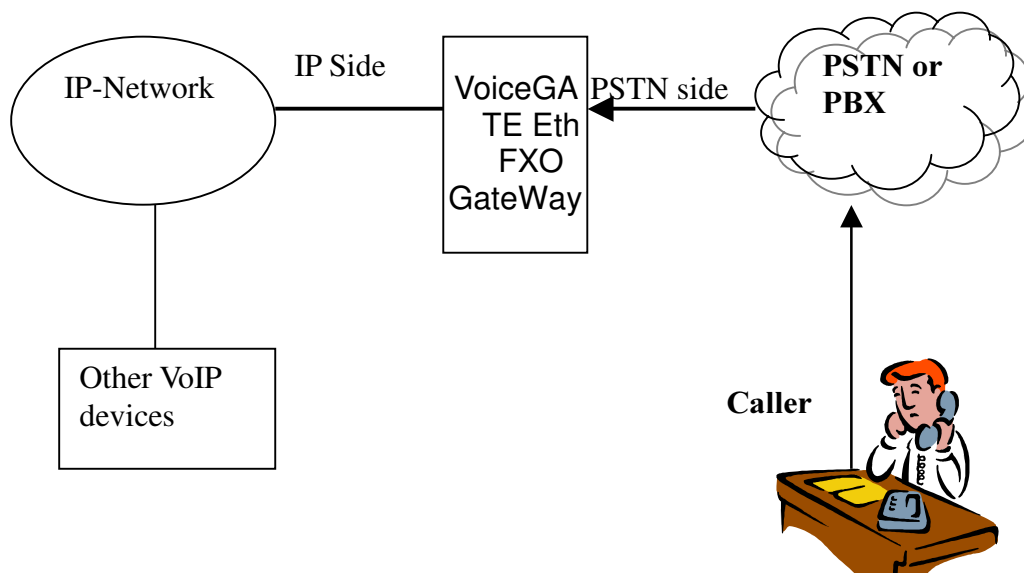 IP-Network
IP Side
VoiceGA
TE Eth
FXO
GateWay
PSTN side
PSTN or
PBX
Other VoIP
devices
Caller